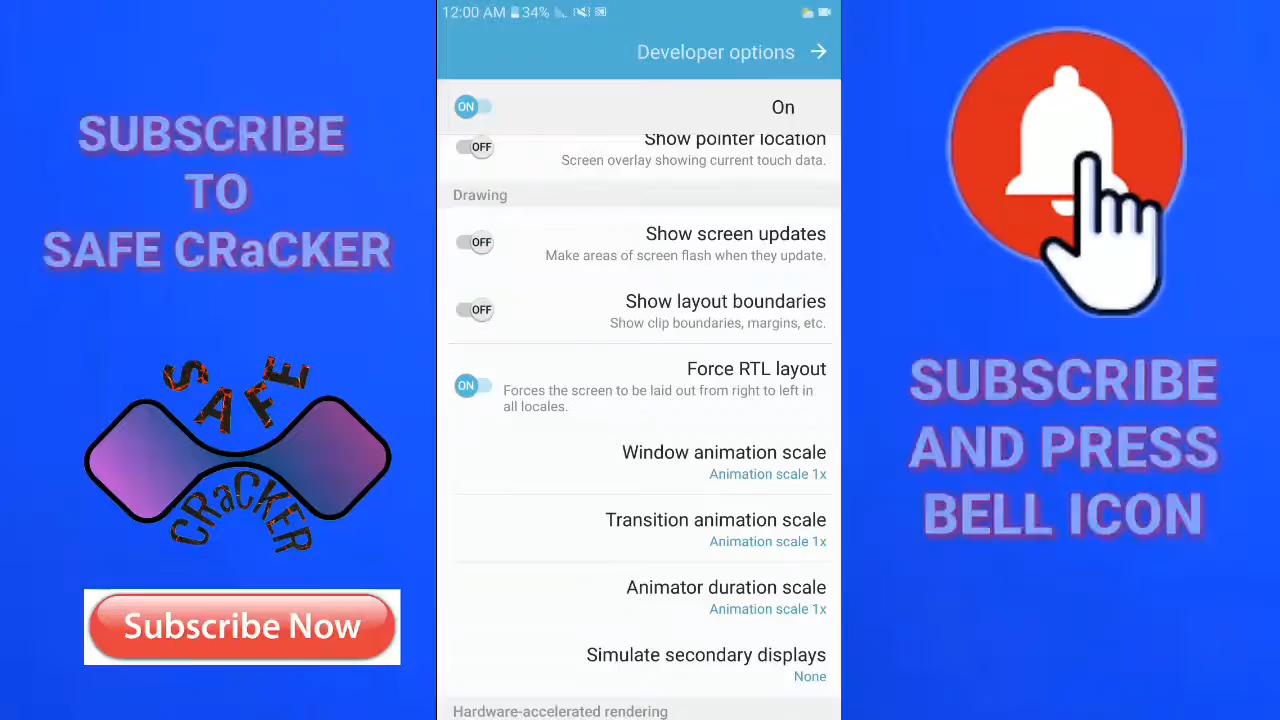 SUBSCRIBE
TO
SAFE CRaCKER
SAFE
CRaCKER
Subscribe Now
12:00 AM 34%
Developer options
ON On
Show pointer location
OFF
Screen overlay showing current touch data.
Drawing
Show screen updates
OFF
Make areas of screen flash when they update.
Show layout boundaries
OFF
Show clip boundaries, margins, etc.
Force RTL layout
ON
Forces the screen to be laid out from right to left in
all locales.
Window animation scale
Animation scale 1x
Transition animation scale
Animation scale 1x
Animator duration scale
Animation scale 1x
Simulate secondary displays
None
Hardware-accelerated rendering
SUBSCRIBE
AND PRESS
BELL ICON